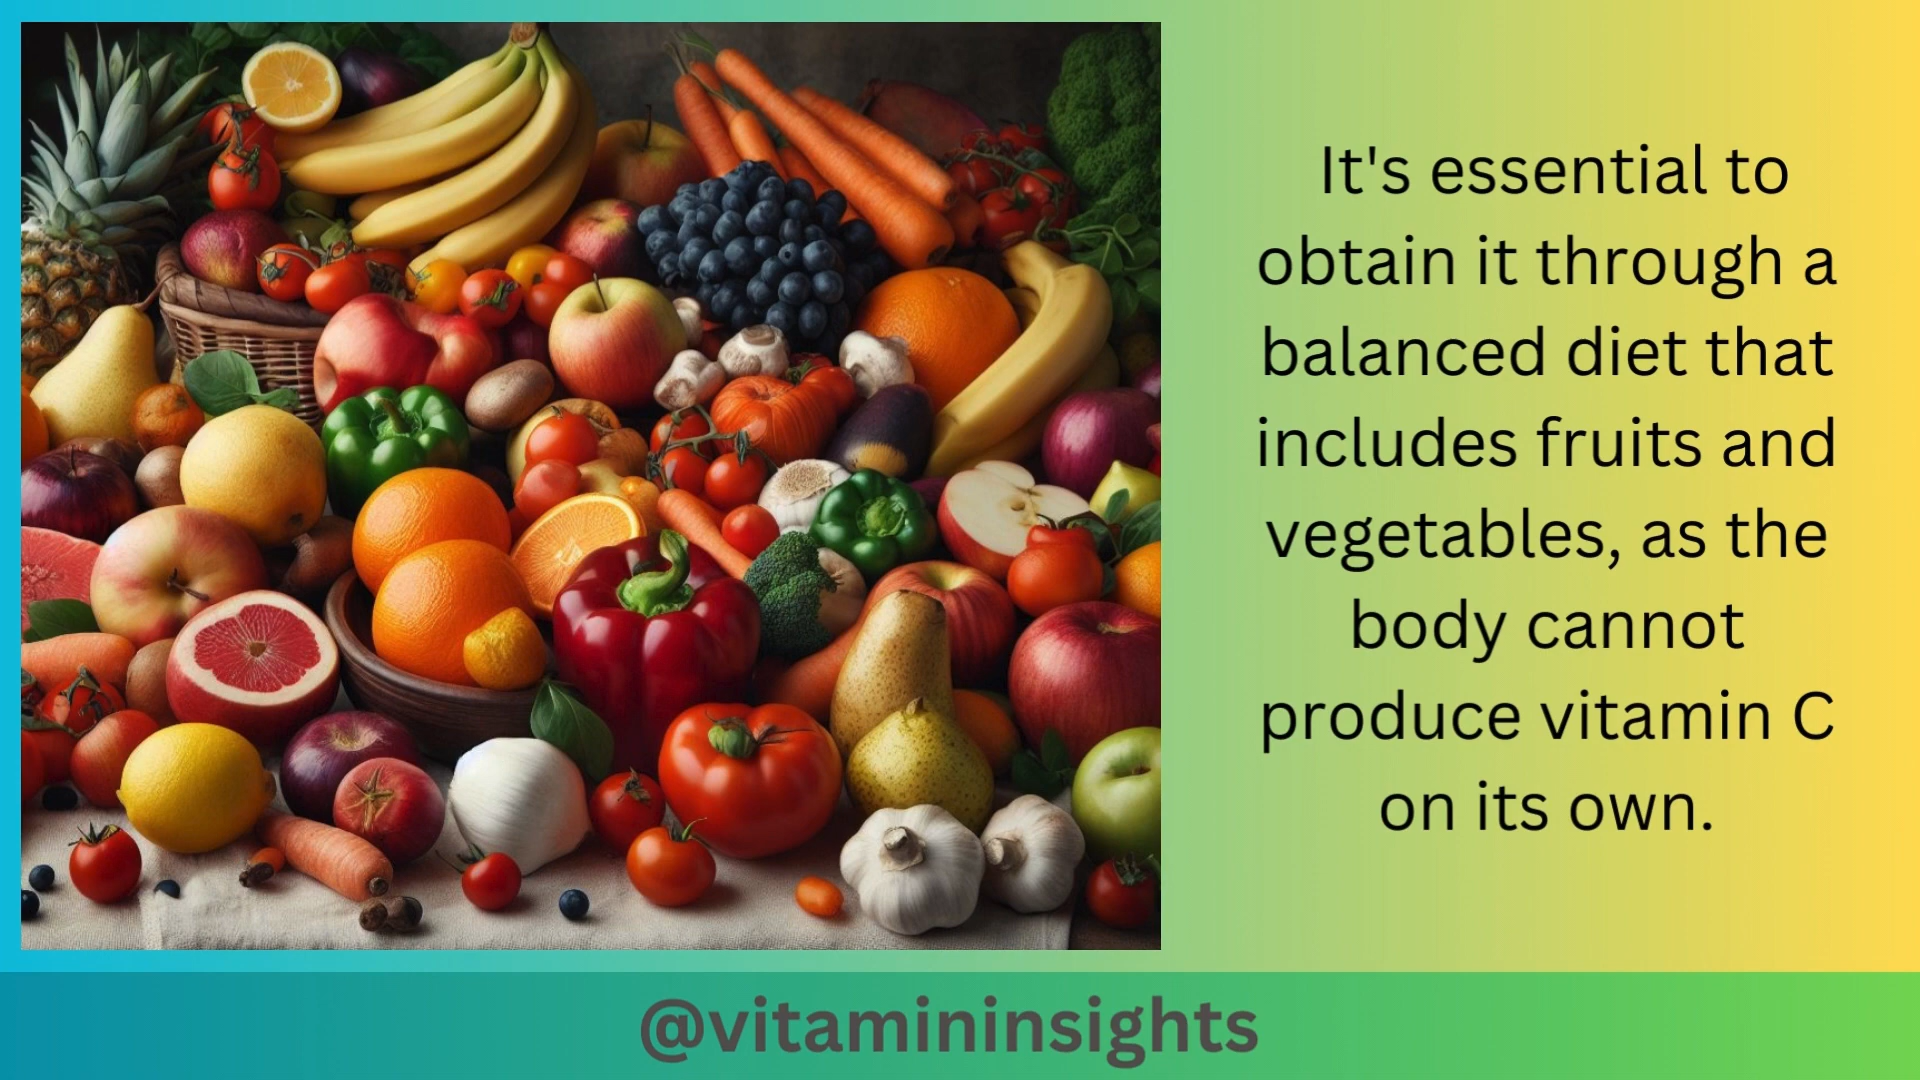 It's essential to
obtain it through a
balanced diet that
includes fruits and
vegetables, as the
body cannot
produce vitamin C
on its own.
@vitamininsights